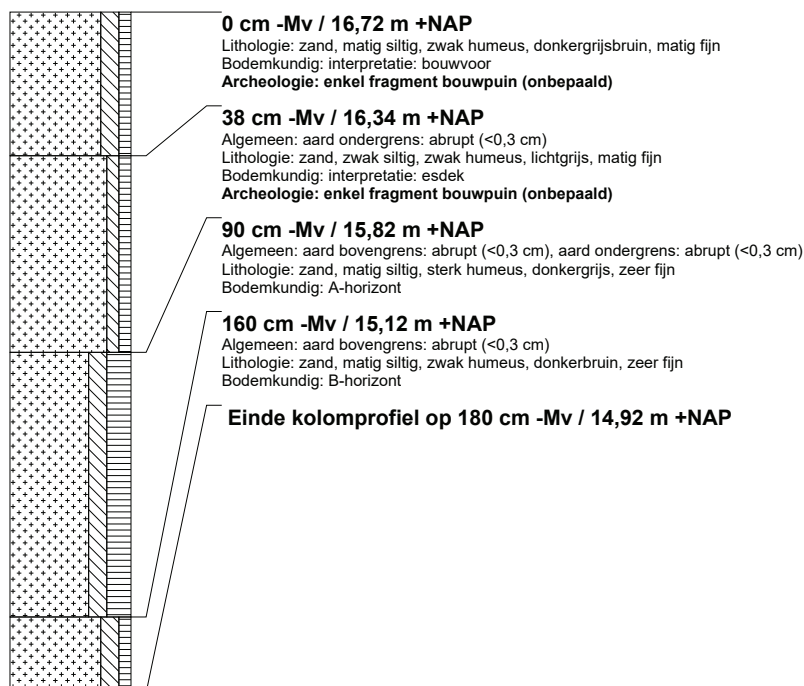 0 cm -Mv / 16,72 m +NAP
Lithologie: zand, matig siltig, zwak humeus, donkergrijsbruin, matig fijn
Bodemkundig: interpretatie: bouwvoor
Archeologie: enkel fragment bouwpuin (onbepaald)
38 cm -Mv / 16,34 m +NAP
Algemeen: aard ondergrens: abrupt (<0,3 cm)
Lithologie: zand, zwak siltig, zwak humeus, lichtgrijs, matig fijn
Bodemkundig: interpretatie: esdek
Archeologie: enkel fragment bouwpuin (onbepaald)
90 cm -Mv / 15,82 m +NAP
Algemeen: aard bovengrens: abrupt (<0,3 cm), aard ondergrens: abrupt (<0,3 cm)
Lithologie: zand, matig siltig, sterk humeus, donkergrijs, zeer fijn
Bodemkundig: A-horizont
160 cm -Mv / 15,12 m +NAP
Algemeen: aard bovengrens: abrupt (<0,3 cm)
Lithologie: zand, matig siltig, zwak humeus, donkerbruin, zeer fijn
Bodemkundig: B-horizont
Einde kolomprofiel op 180 cm -Mv / 14,92 m +NAP